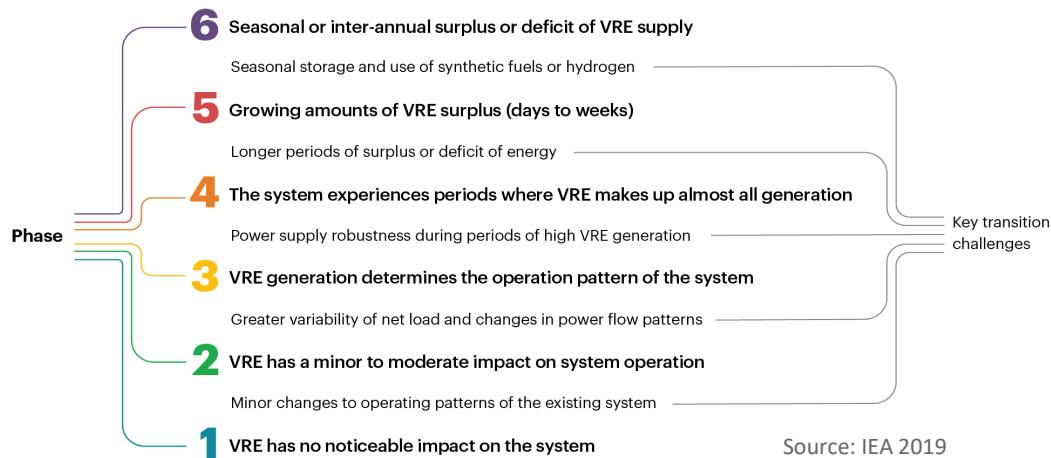 6 Seasonal or inter-annual surplus or deficit of VRE supply
Seasonal storage and use of synthetic fuels or hydrogen
5 Growing amounts of VRE surplus (days to weeks)
Longer periods of surplus or deficit of energy
4 The system experiences periods where VRE makes up almost all generation
Phase
Power supply robustness during periods of high VRE generation
Key transition
challenges
3 VRE generation determines the operation pattern of the system
Greater variability of net load and changes in power flow patterns
2 VRE has a minor to moderate impact on system operation
Minor changes to operating patterns of the existing system
1 VRE has no noticeable impact on the system
Source: IEA 2019